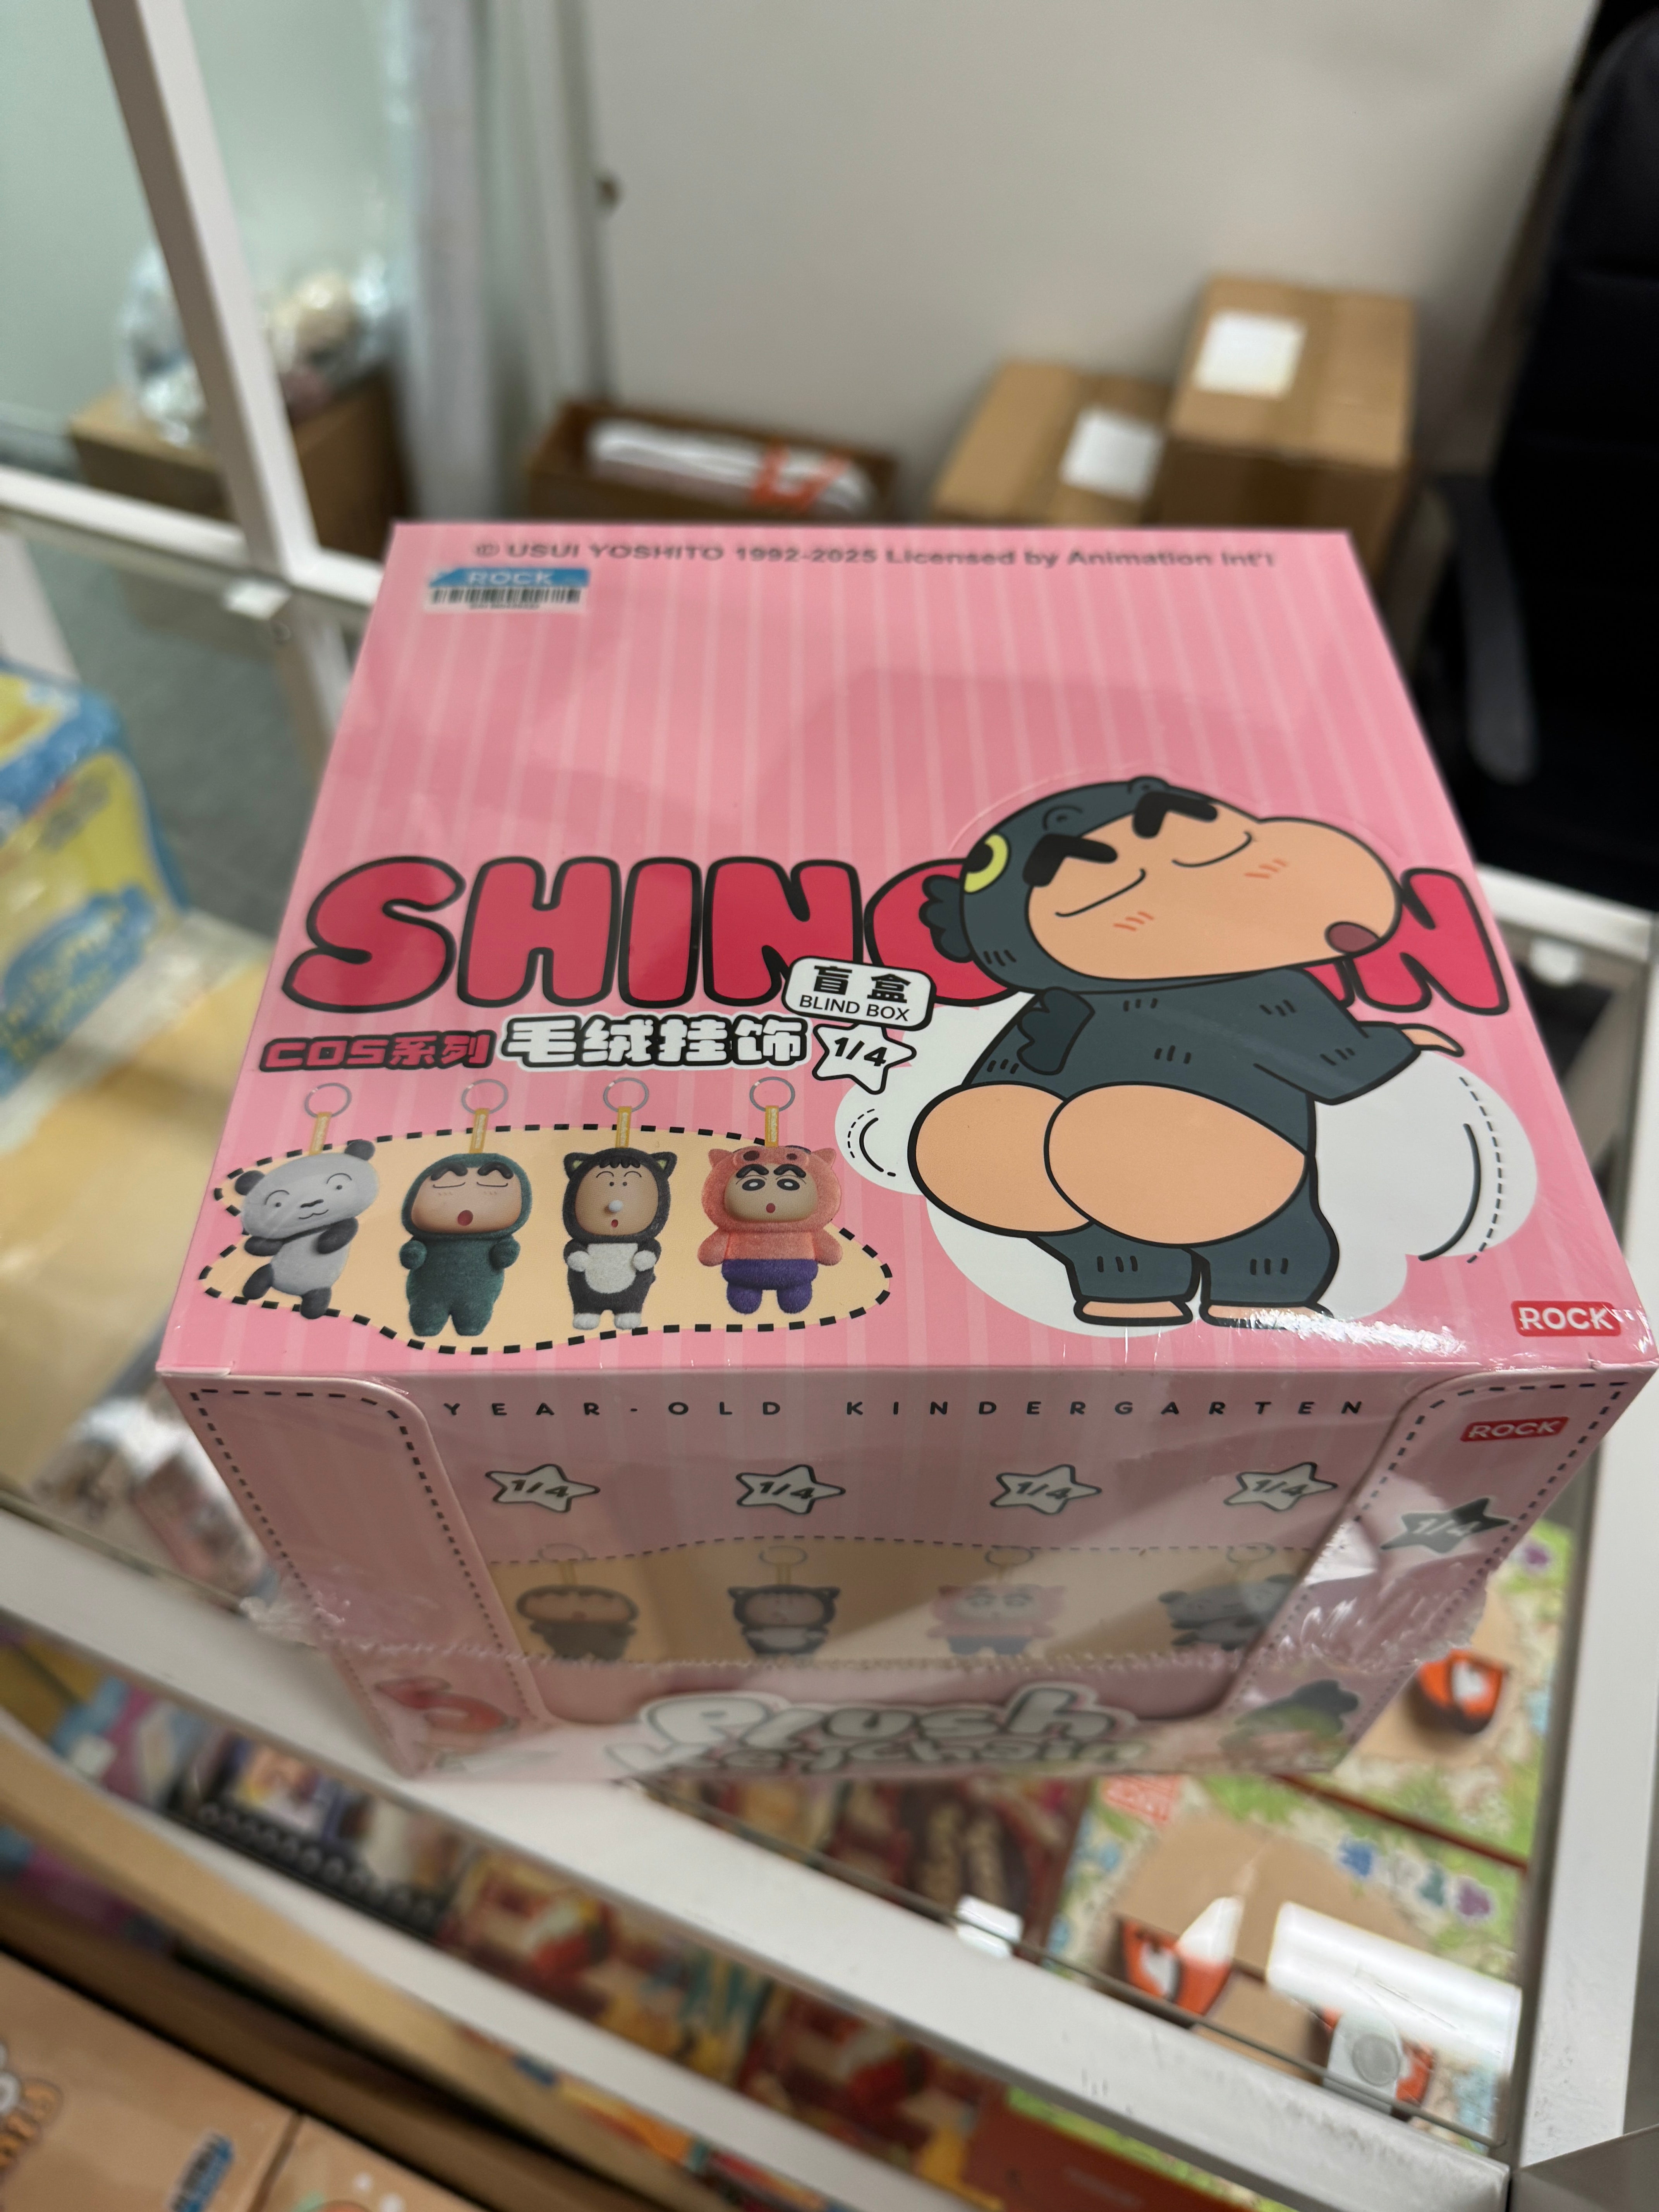 © USUI YOSHITO 1992-2025 Licensed by Animation Int'l
ROCK
SHIN
N
盲盒
BLIND BOX
COS系列 毛绒挂饰 1/4
ROCK
YEAR-OLD KINDERGARTEN
ROCK
1/4 1/4 1/4 1/4 1/4
Plush
Keychain